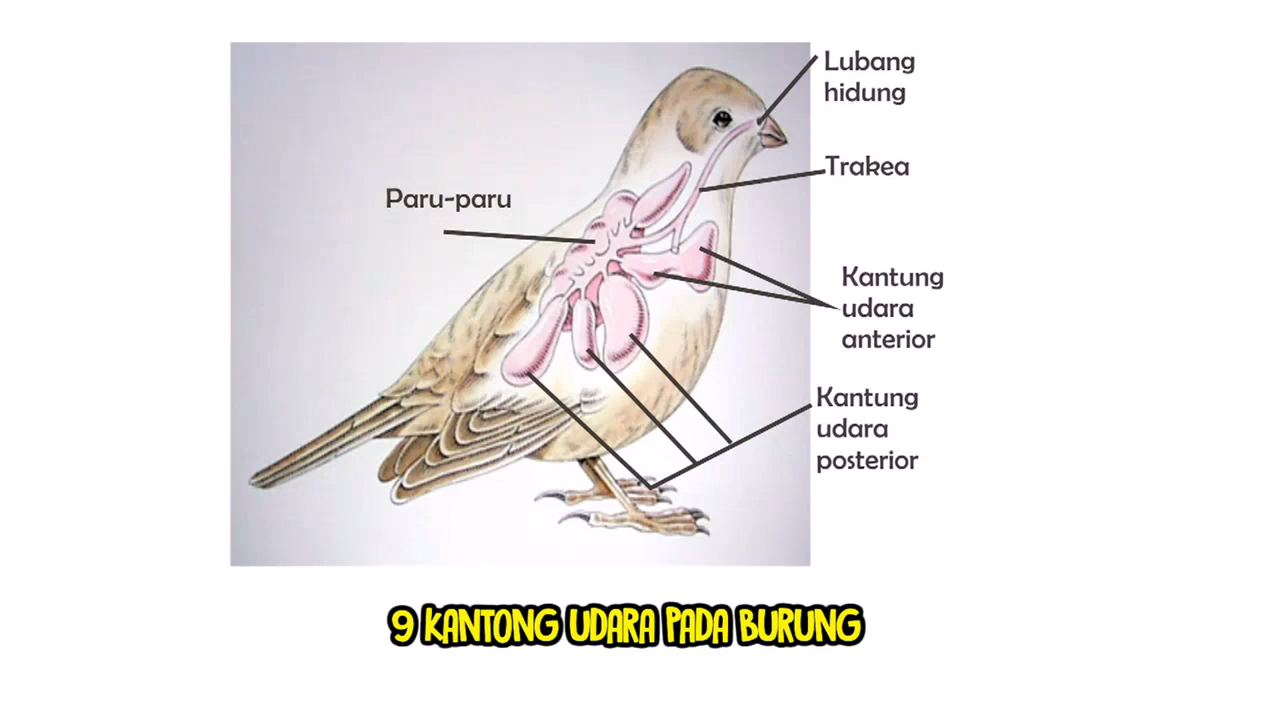 Lubang
hidung
Trakea
Paru-paru
Kantung
udara
anterior
Kantung
udara
posterior
9 KANTONG UDARA PADA BURUNG